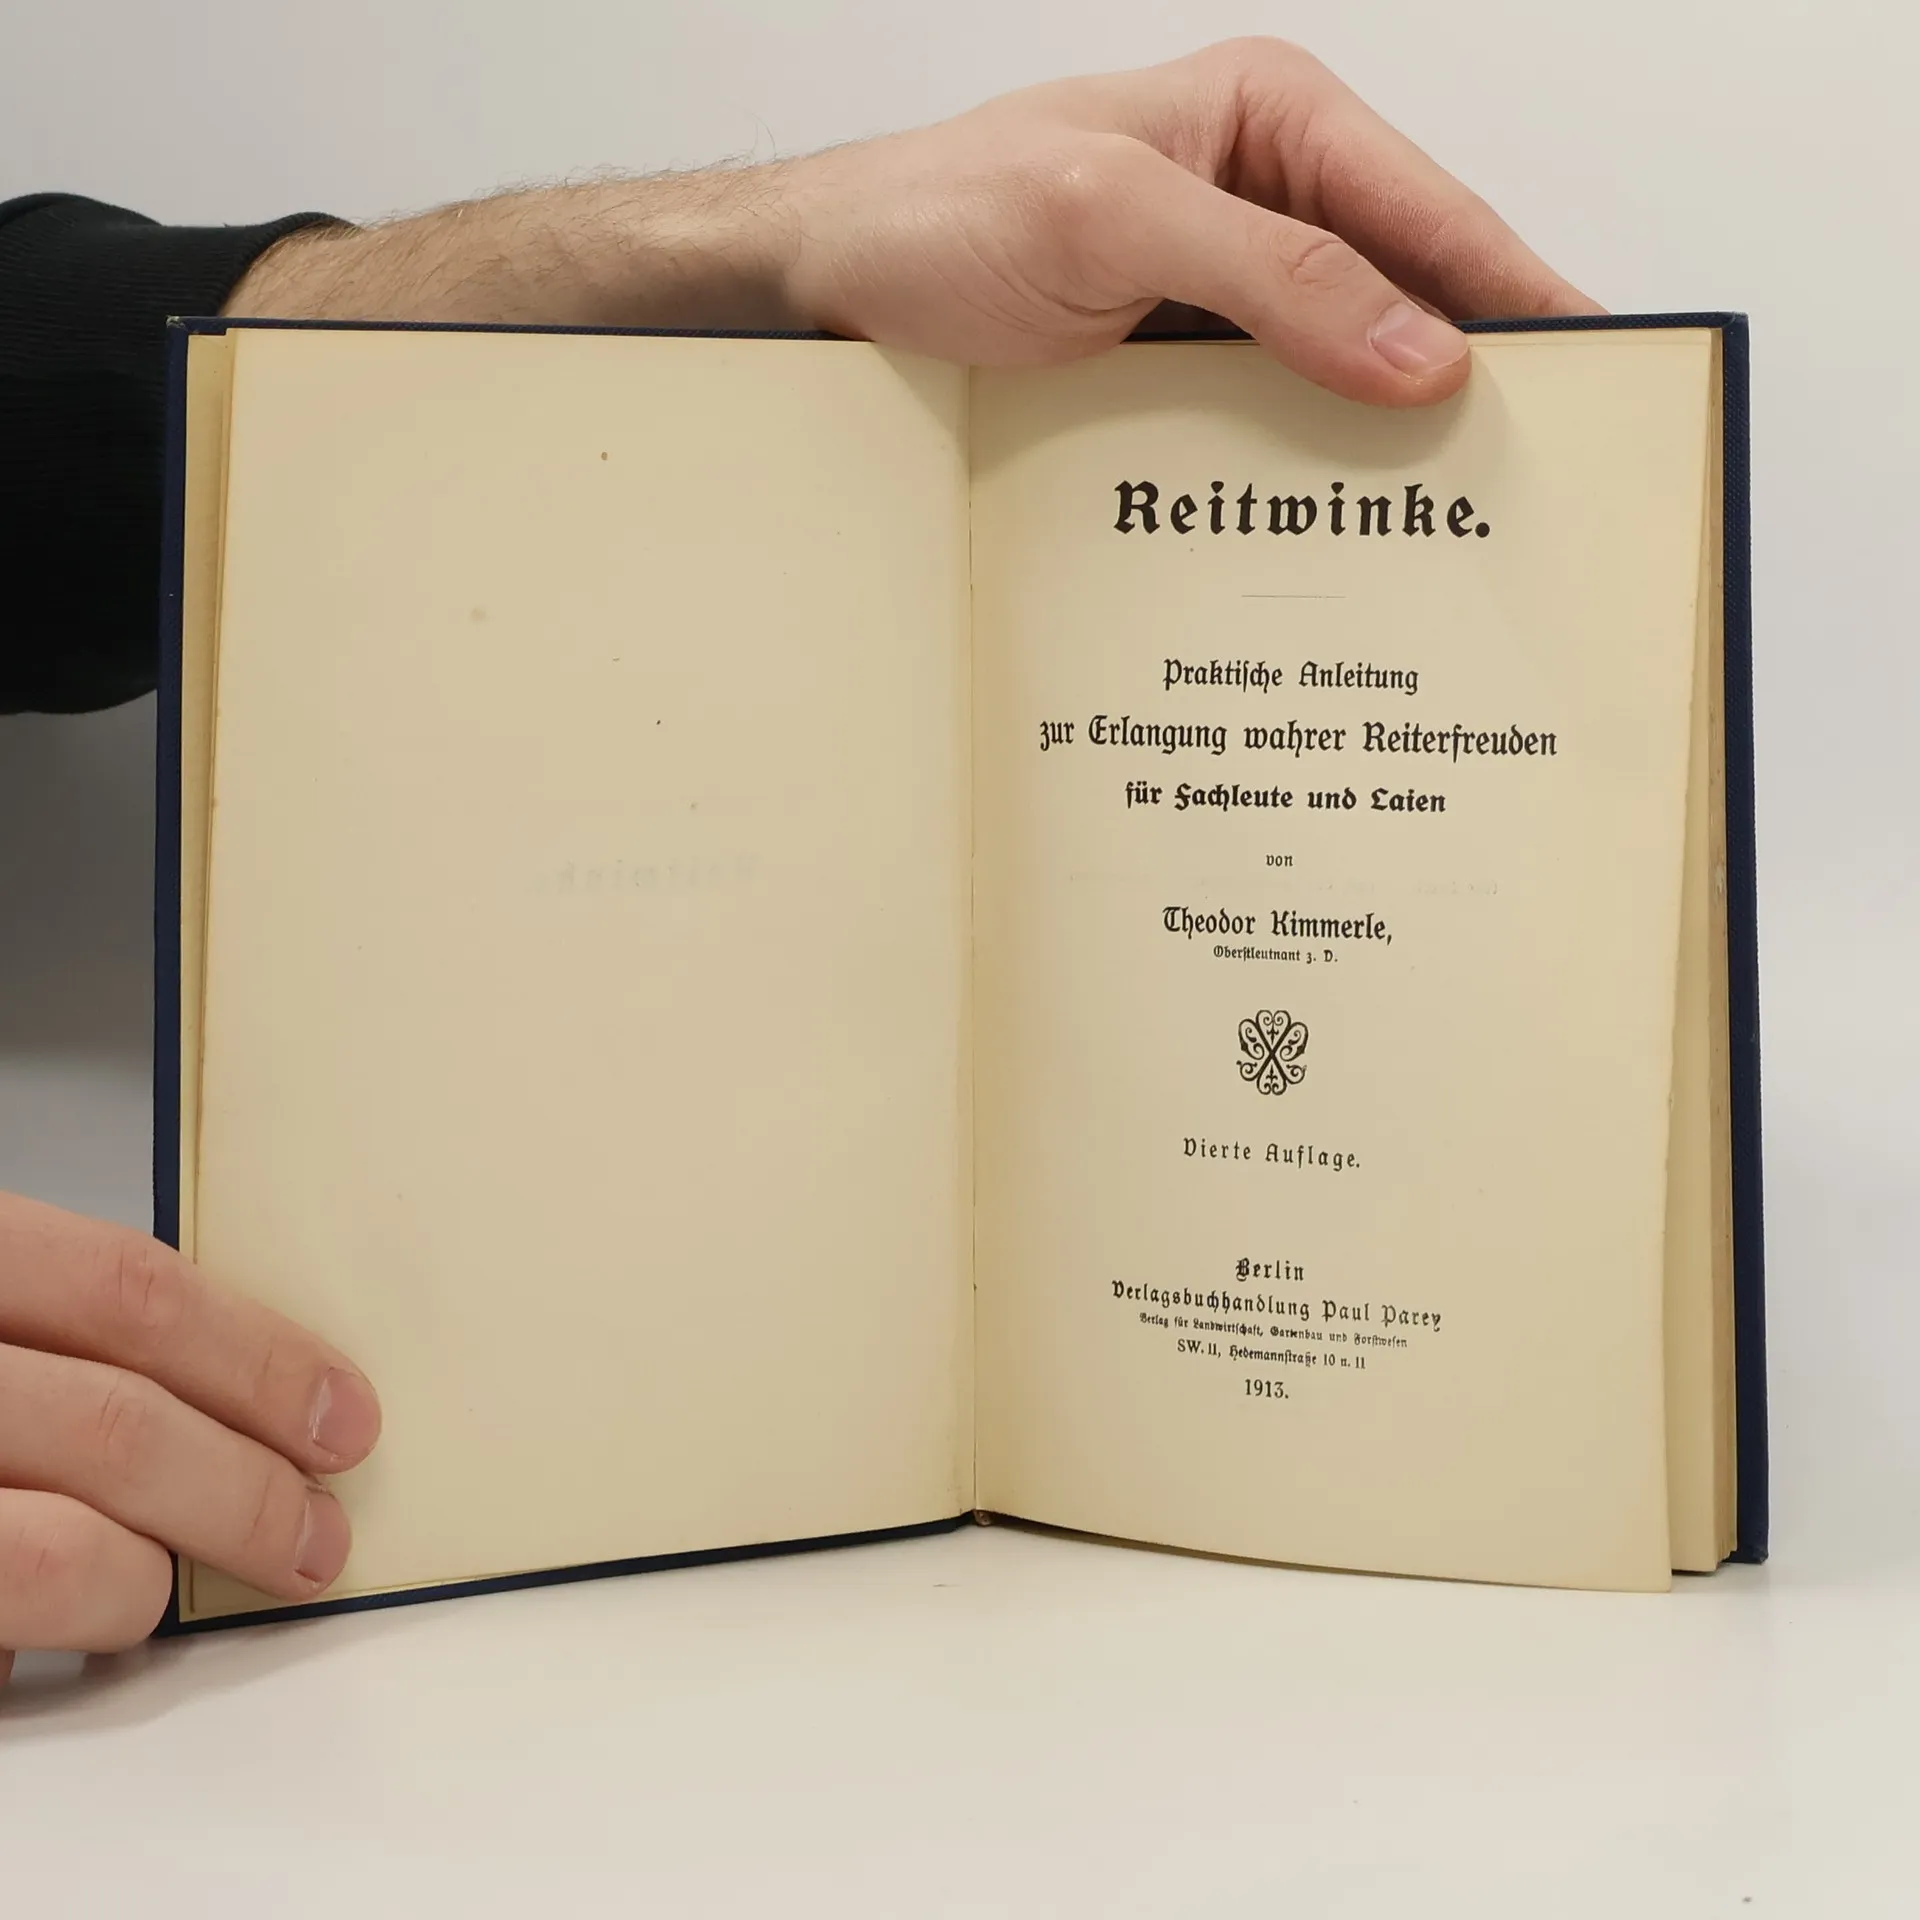 Reitwinke.
Praktische Anleitung
zur Erlangung wahrer Reiterfreuden
für Fachleute und Laien
von
Theodor Kimmerle,
Oberstleutnant z. D.
Vierte Auflage.
Berlin
Verlagsbuchhandlung Paul Parey
Verlag für Landwirtschaft, Gartenbau und Forstwesen
SW. 11, Hedemannstraße 10 u. 11
1913.